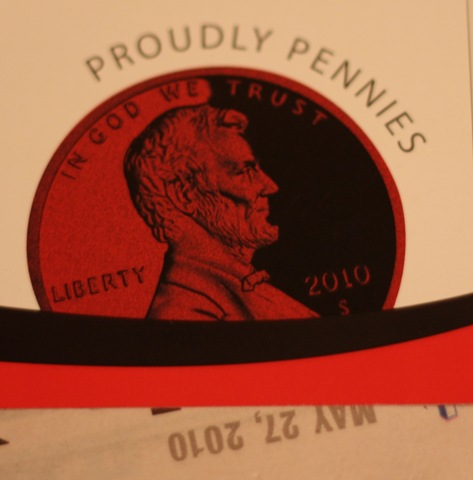 PROUDLY PENNIES
IN GOD WE TRUST
LIBERTY
2010
S
MAY 27, 2010